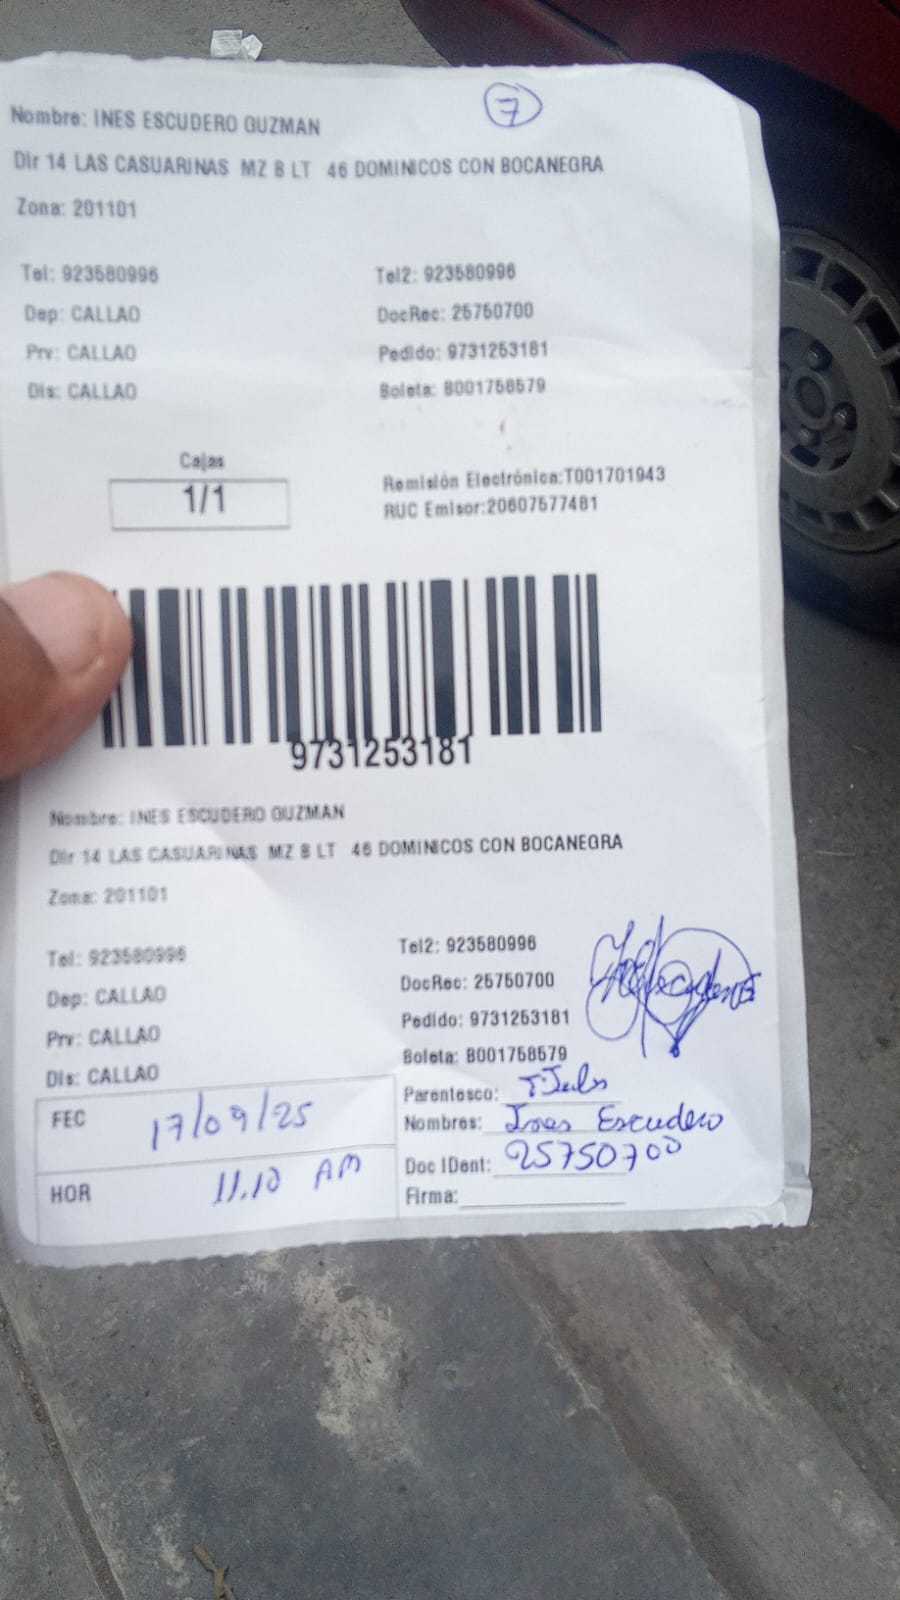 7
Nombre: INES ESCUDERO GUZMAN
Dir 14 LAS CASUARINAS MZ B LT 46 DOMINICOS CON BOCANEGRA
Zona: 201101
Tel: 923580996 Tel2: 923580996
Dep: CALLAO DocRec: 25750700
Prv: CALLAO Pedido: 9731253181
Dis: CALLAO Boleta: B001758579
Cajas
1/1
Remisión Electrónica:T001701943
RUC Emisor:20607577481
9731253181
Nombre: INES ESCUDERO GUZMAN
Dir 14 LAS CASUARINAS MZ B LT 46 DOMINICOS CON BOCANEGRA
Zona: 201101
Tel: 923580996 Tel2: 923580996
Dep: CALLAO DocRec: 25750700
Prv: CALLAO Pedido: 9731253181
Dis: CALLAO Boleta: B001758579
FEC 17/09/25
HOR 11.10 AM
Parentesco:
Nombres: Ines Escudero
Doc IDent: 25750700
Firma: